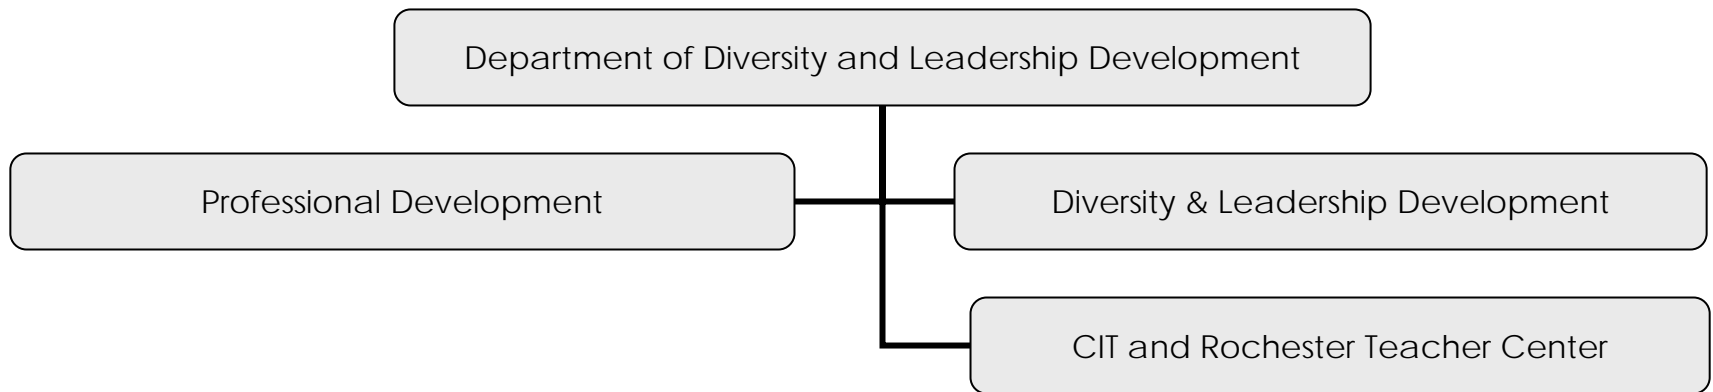 Department of Diversity and Leadership Development
Professional Development
Diversity & Leadership Development
CIT and Rochester Teacher Center